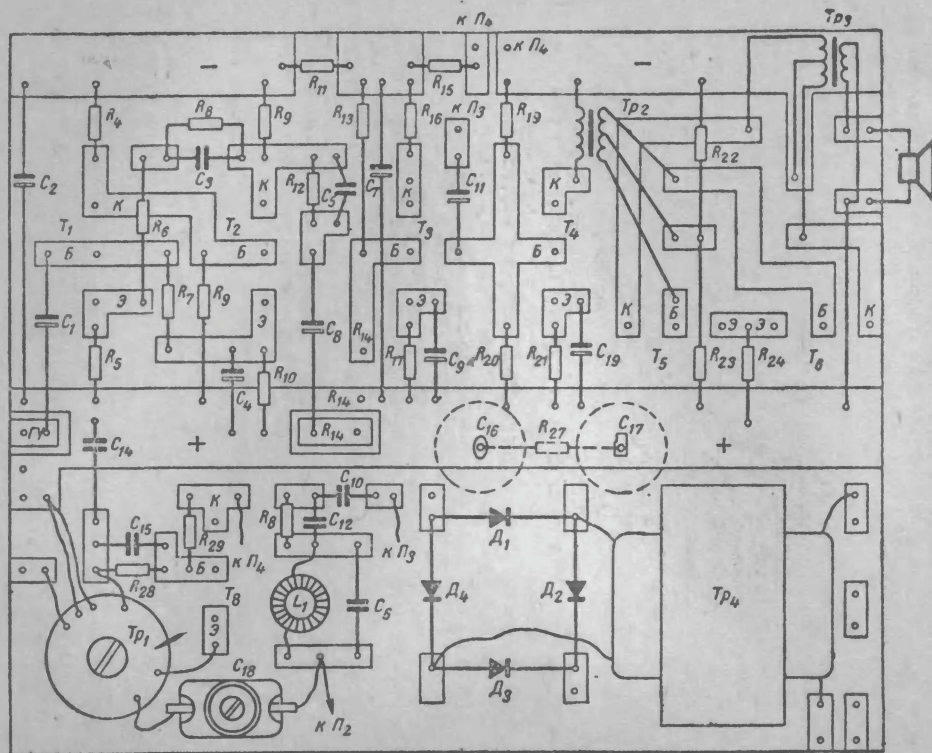 к П4
к П4
Тр3
−
−
R11
R15
R4
R8
R9
R13
R16
к П3
R19
Тр2
R22
C2
C3
К
R12
C5
C7
К
C11
К
К
R6
T1
T2
T3
T4
Б
Б
Б
Б
Э
R7
R9
Э
Э
Э
К
Б
Э
Э
Б
К
C1
R5
C4
R10
C8
R14
R17
C9
R20
R21
C19
T5
R23
R24
T6
R14
ГУ
+
R14
C16
R27
C17
+
C14
К
C10
C15
R29
R8
C12
к П3
Д1
R28
Б
к П4
T8
L1
C6
Д4
Д2
Тр4
Тр1
Э
C18
Д3
к П2